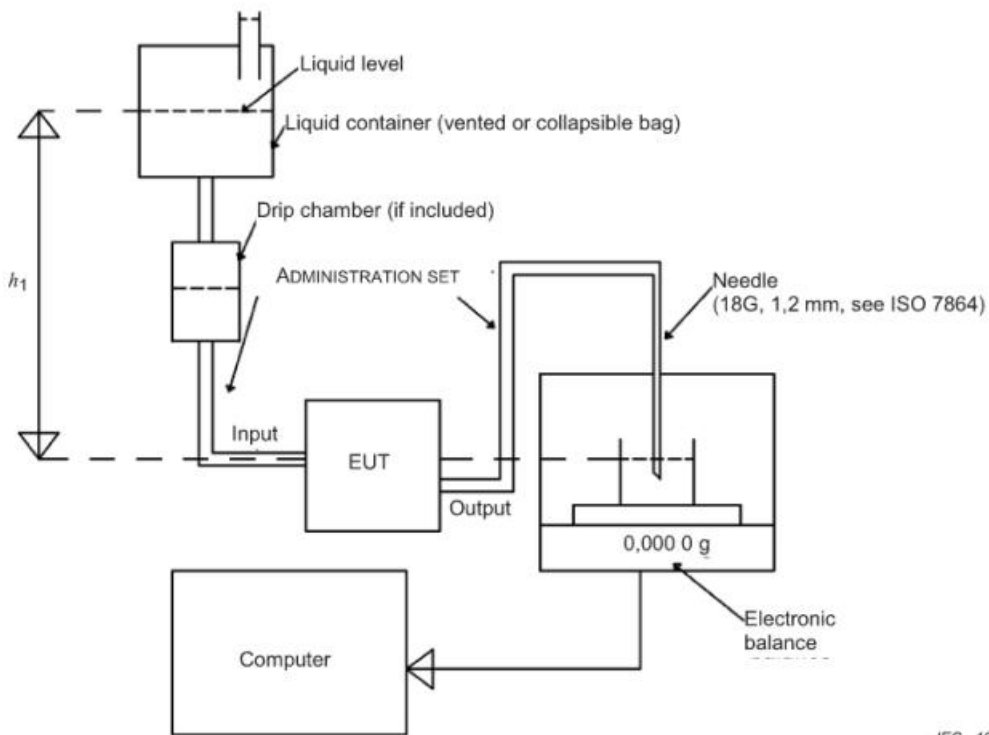 Liquid level
Liquid container (vented or collapsible bag)
Drip chamber (if included)
h1
ADMINISTRATION SET
Needle
(18G, 1,2 mm, see ISO 7864)
Input
EUT
Output
0,000 0 g
Electronic
balance
Computer